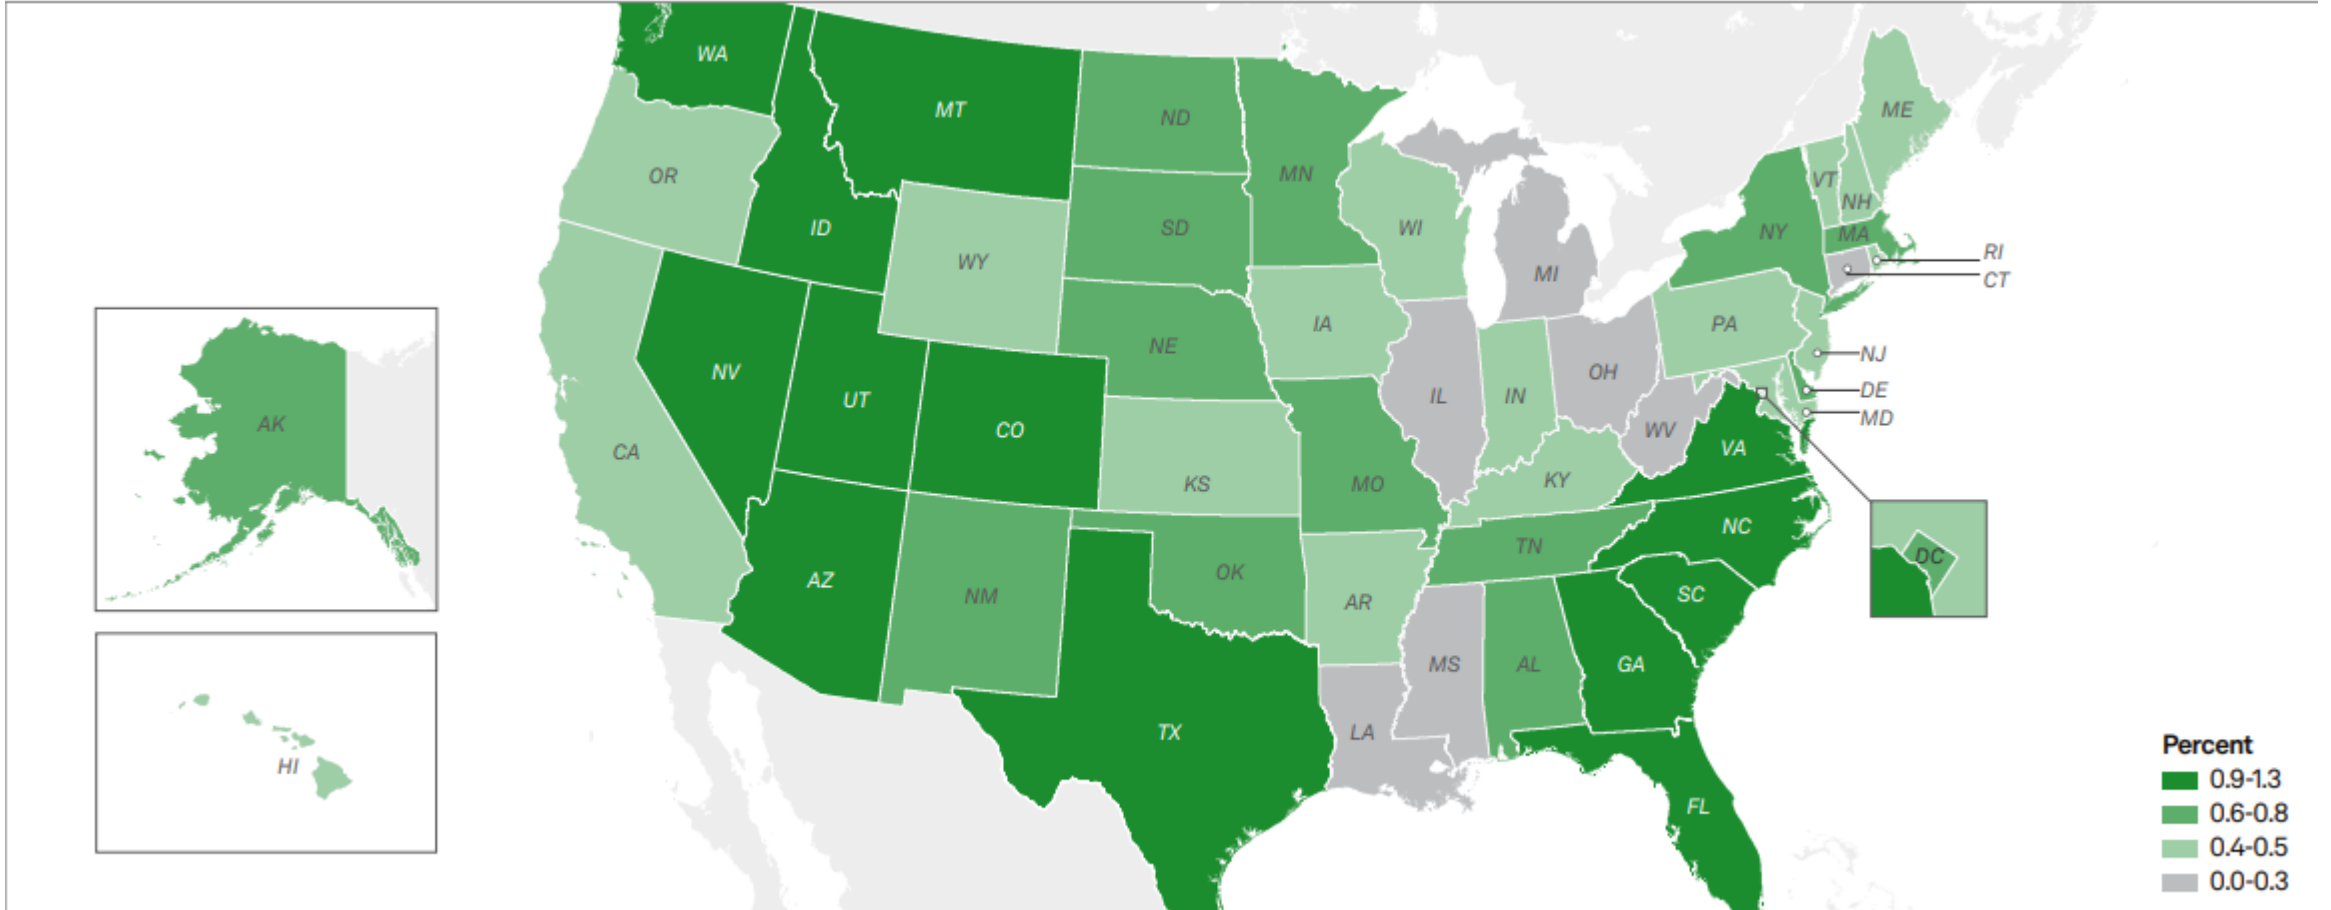 WA
MT
ND
MN
ME
OR
ID
SD
WI
VT
NH
NY
MA
RI
CT
WY
MI
IA
PA
NE
NJ
NV
UT
CO
IL
IN
OH
DE
MD
AK
CA
KS
MO
KY
WV
VA
NC
TN
DC
AZ
NM
OK
AR
SC
MS
AL
GA
TX
LA
HI
FL
Percent
0.9-1.3
0.6-0.8
0.4-0.5
0.0-0.3